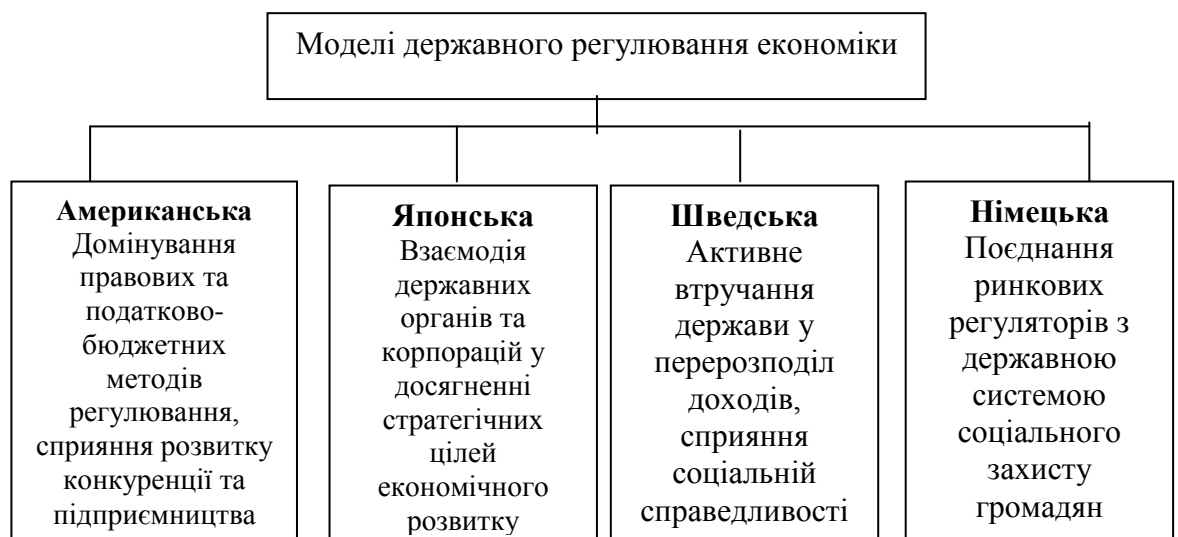 Моделі державного регулювання економіки
Американська
Домінування
правових та
податково-
бюджетних
методів
регулювання,
сприяння розвитку
конкуренції та
підприємництва
Японська
Взаємодія
державних
органів та
корпорацій у
досягненні
стратегічних
цілей
економічного
розвитку
Шведська
Активне
втручання
держави у
перерозподіл
доходів,
сприяння
соціальній
справедливості
Німецька
Поєднання
ринкових
регуляторів з
державною
системою
соціального
захисту
громадян